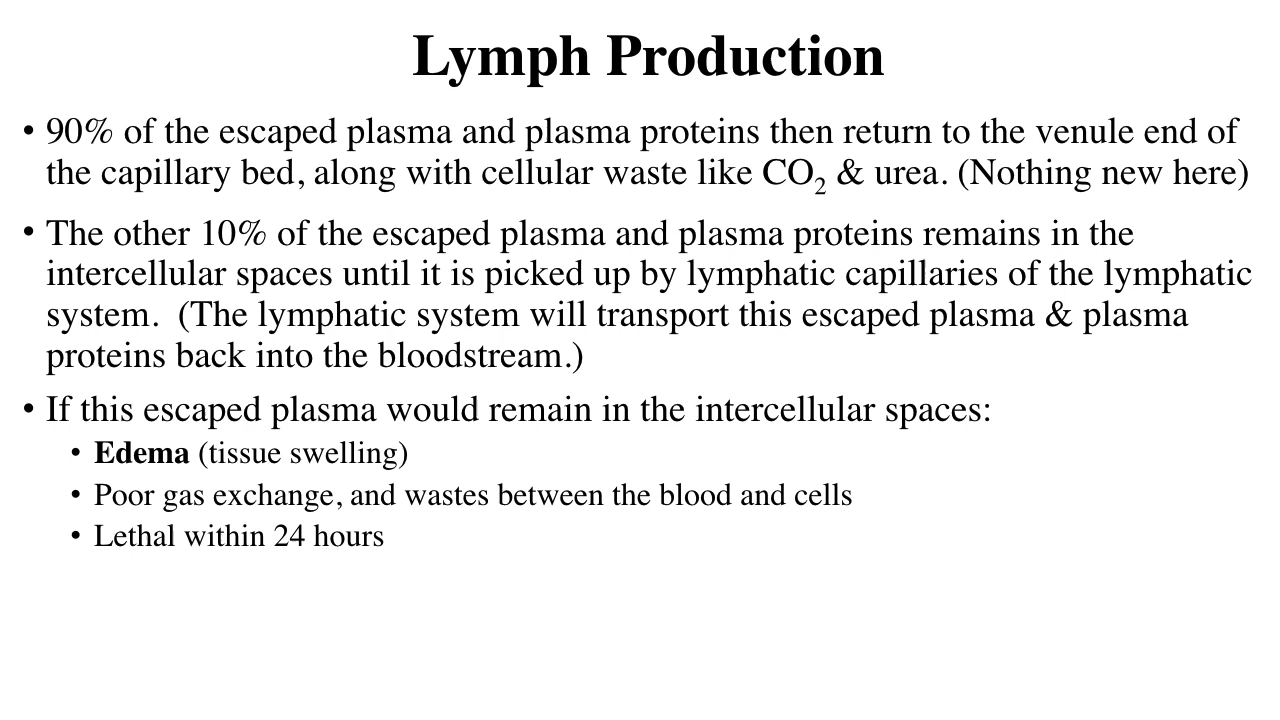 Lymph Production
• 90% of the escaped plasma and plasma proteins then return to the venule end of
the capillary bed, along with cellular waste like CO₂ & urea. (Nothing new here)
• The other 10% of the escaped plasma and plasma proteins remains in the
intercellular spaces until it is picked up by lymphatic capillaries of the lymphatic
system.  (The lymphatic system will transport this escaped plasma & plasma
proteins back into the bloodstream.)
• If this escaped plasma would remain in the intercellular spaces:
• Edema (tissue swelling)
• Poor gas exchange, and wastes between the blood and cells
• Lethal within 24 hours